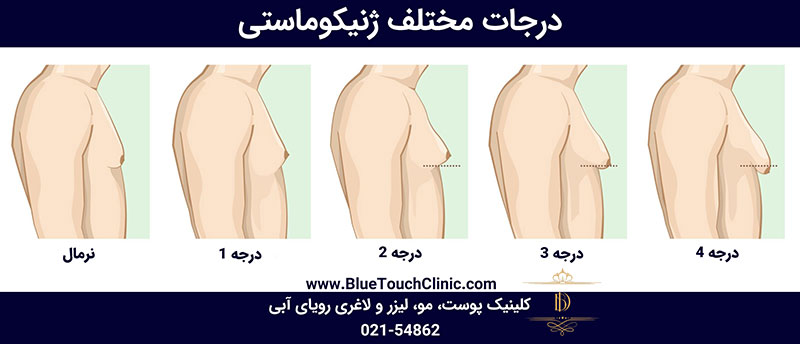 درجات مختلف ژنیکوماستی
نرمال
درجه 1
درجه 2
درجه 3
درجه 4
www.BlueTouchClinic.com
کلینیک پوست، مو، لیزر و لاغری رویای آبی
021-54862